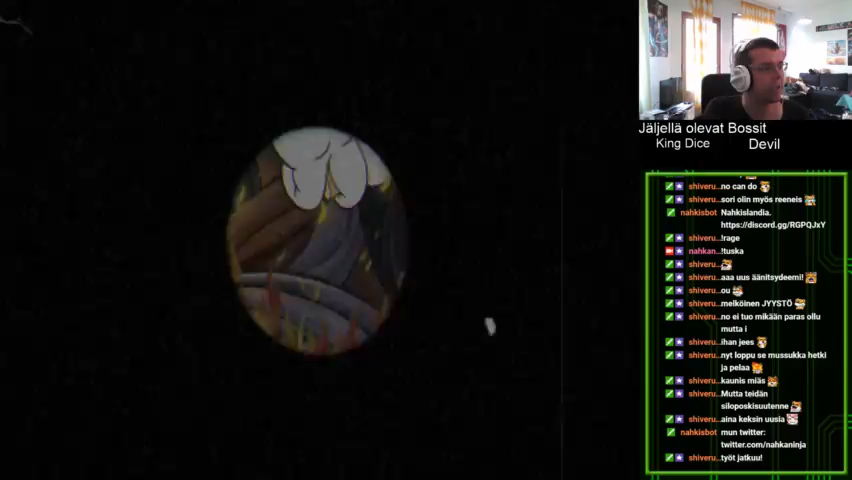 Jäljellä olevat Bossit
King Dice Devil
shiveru... no can do
shiveru... sori olin myös reeneis
nahkisbot Nahkislandia.
https://discord.gg/RGPQJxY
shiveru... !rage
nahkan... !tuska
shiveru...
shiveru... aaa uus äänitsydeemi!
shiveru... ou
shiveru... melköinen JYYSTÖ
shiveru... no ei tuo mikään paras ollu
mutta i
shiveru... ihan jees
shiveru... nyt loppu se mussukka hetki
ja pelaa
shiveru... kaunis miäs
shiveru... Mutta teidän
siloposkisuutenne
shiveru... aina keksin uusia
nahkisbot mun twitter:
twitter.com/nahkaninja
shiveru... työt jatkuu!